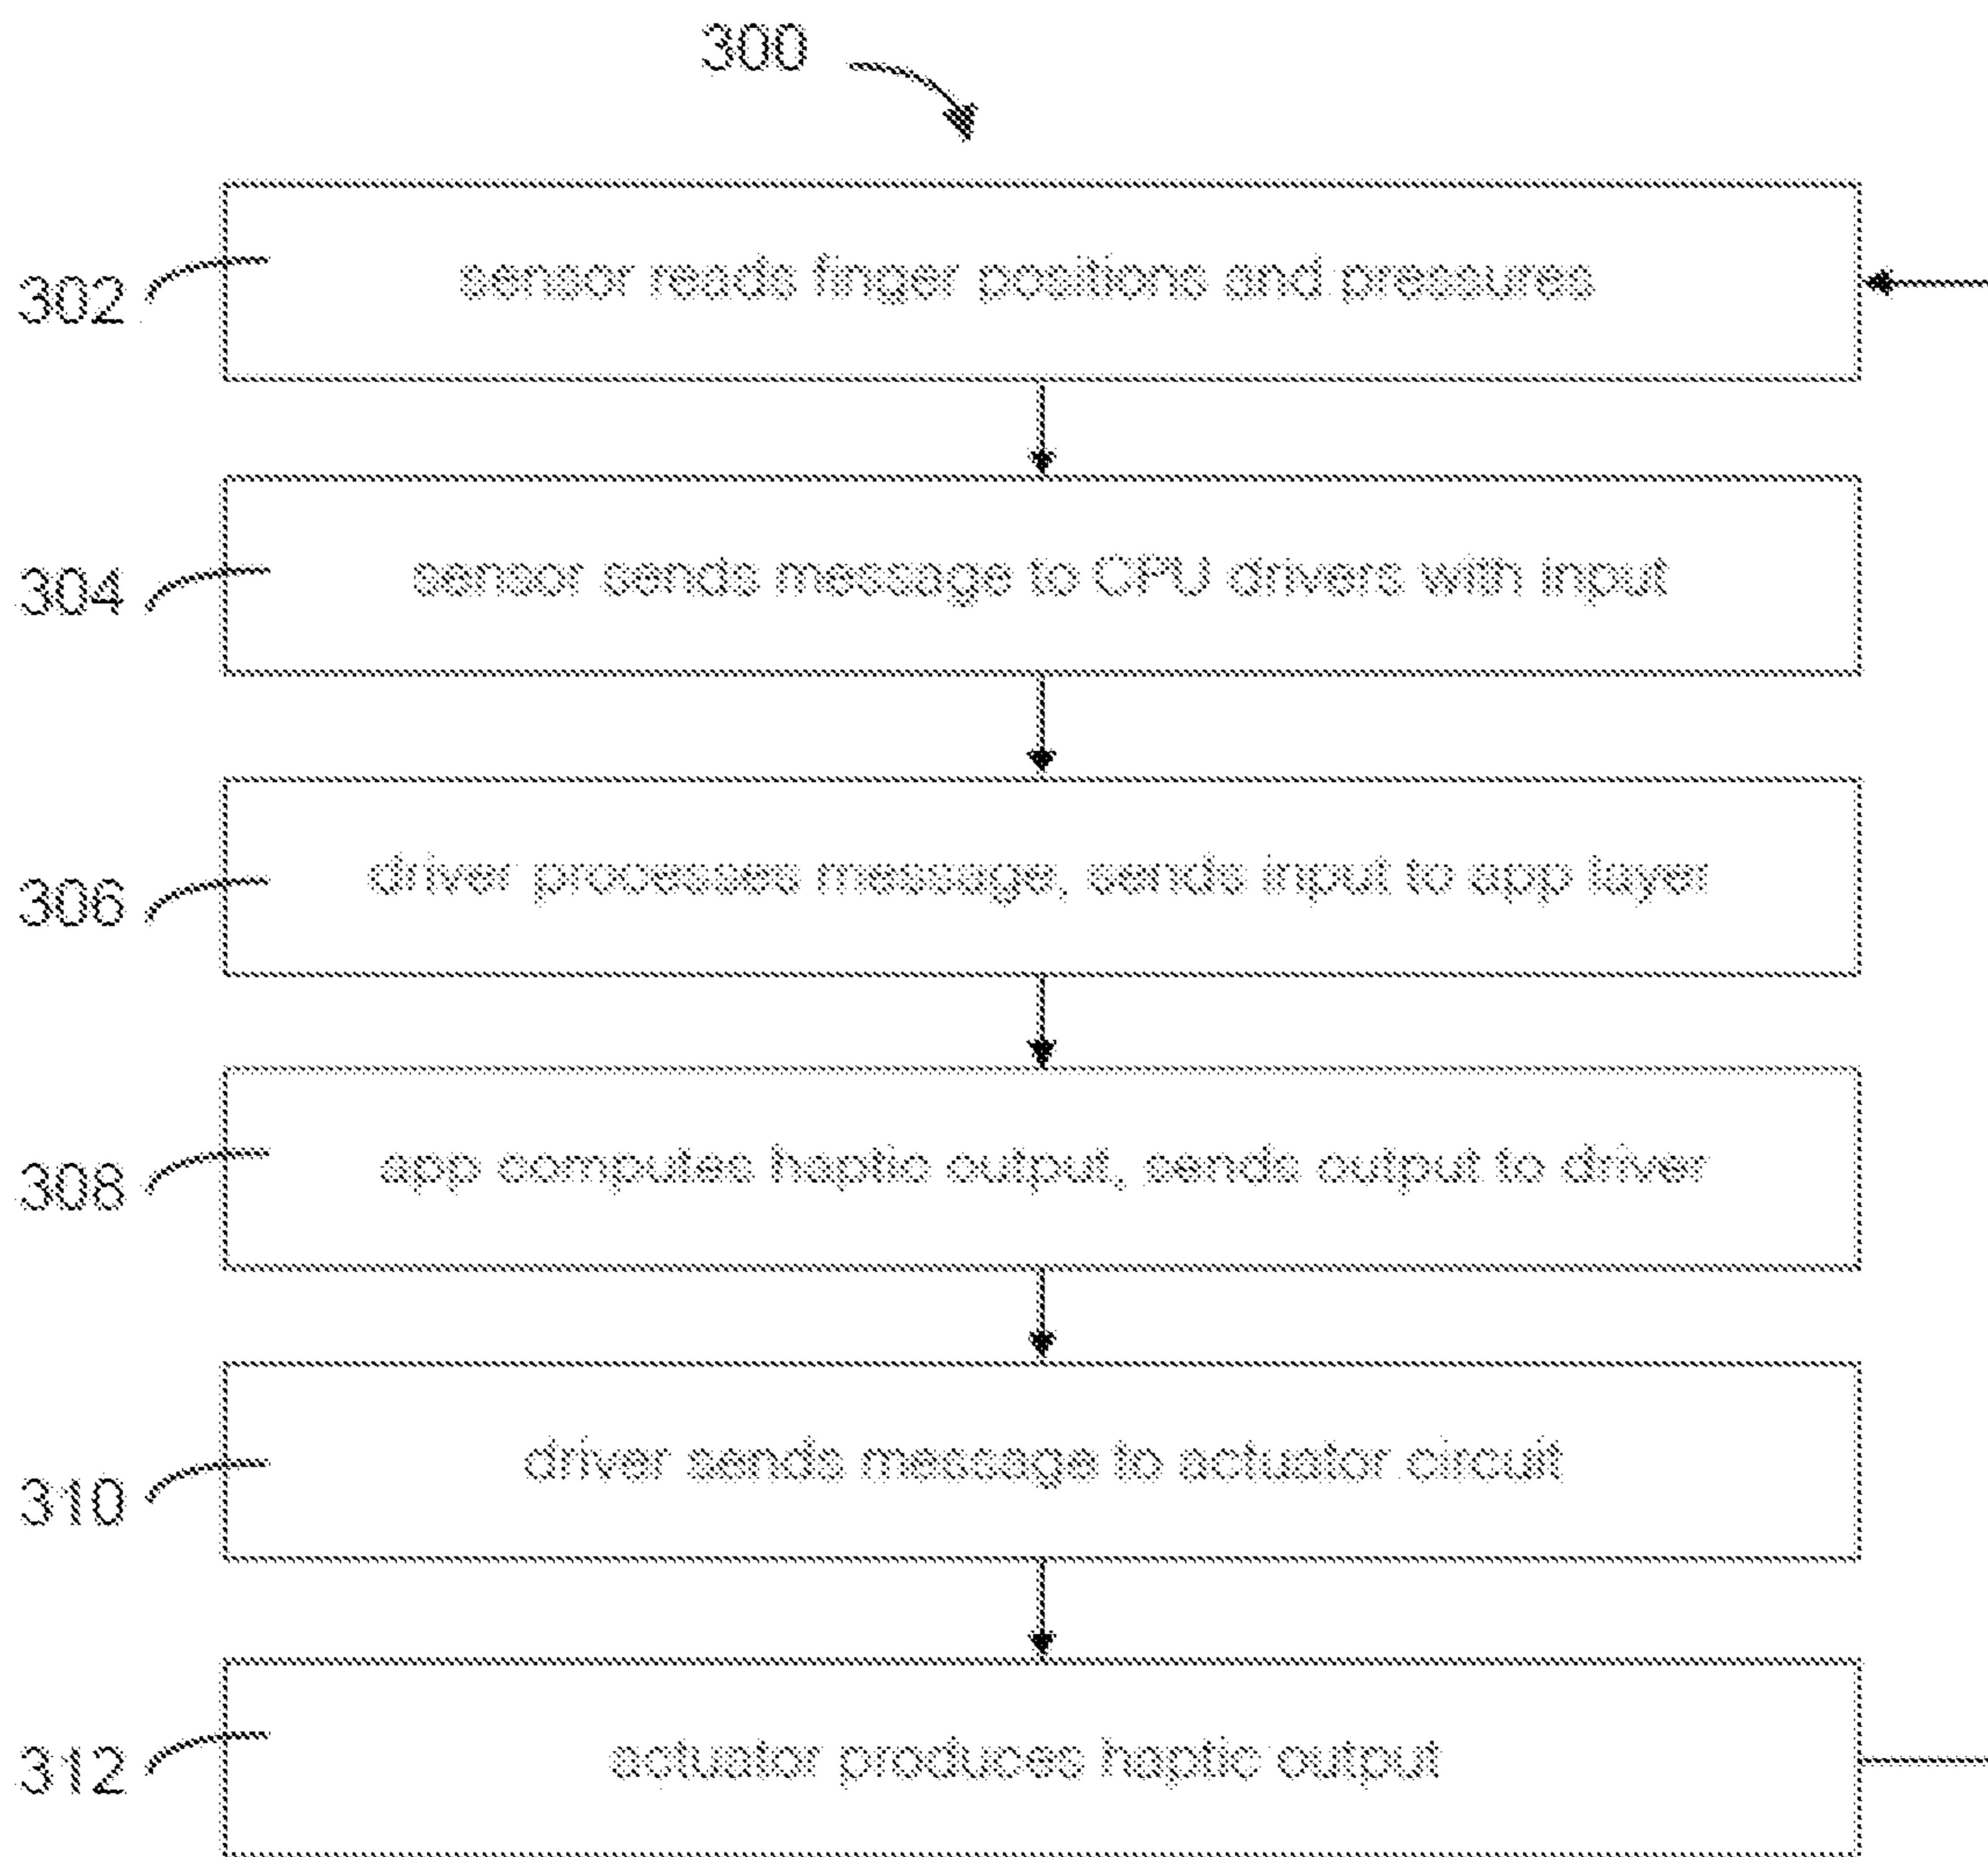 300
302
sensor reads finger positions and pressures
304
sensor sends message to CPU drivers with input
306
driver processes message, sends input to app layer
308
app computes haptic output, sends output to driver
310
driver sends message to actuator circuit
312
actuator produces haptic output